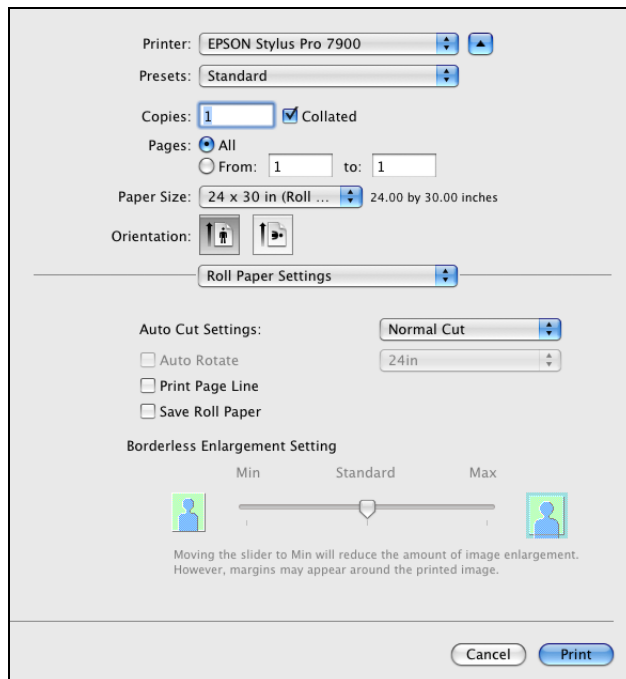 Printer: EPSON Stylus Pro 7900
Presets: Standard
Copies: 1 Collated
Pages: All
From: 1 to: 1
Paper Size: 24 x 30 in (Roll ... 24.00 by 30.00 inches
Orientation:
Roll Paper Settings
Auto Cut Settings: Normal Cut
Auto Rotate 24in
Print Page Line
Save Roll Paper
Borderless Enlargement Setting
Min Standard Max
Moving the slider to Min will reduce the amount of image enlargement.
However, margins may appear around the printed image.
Cancel Print